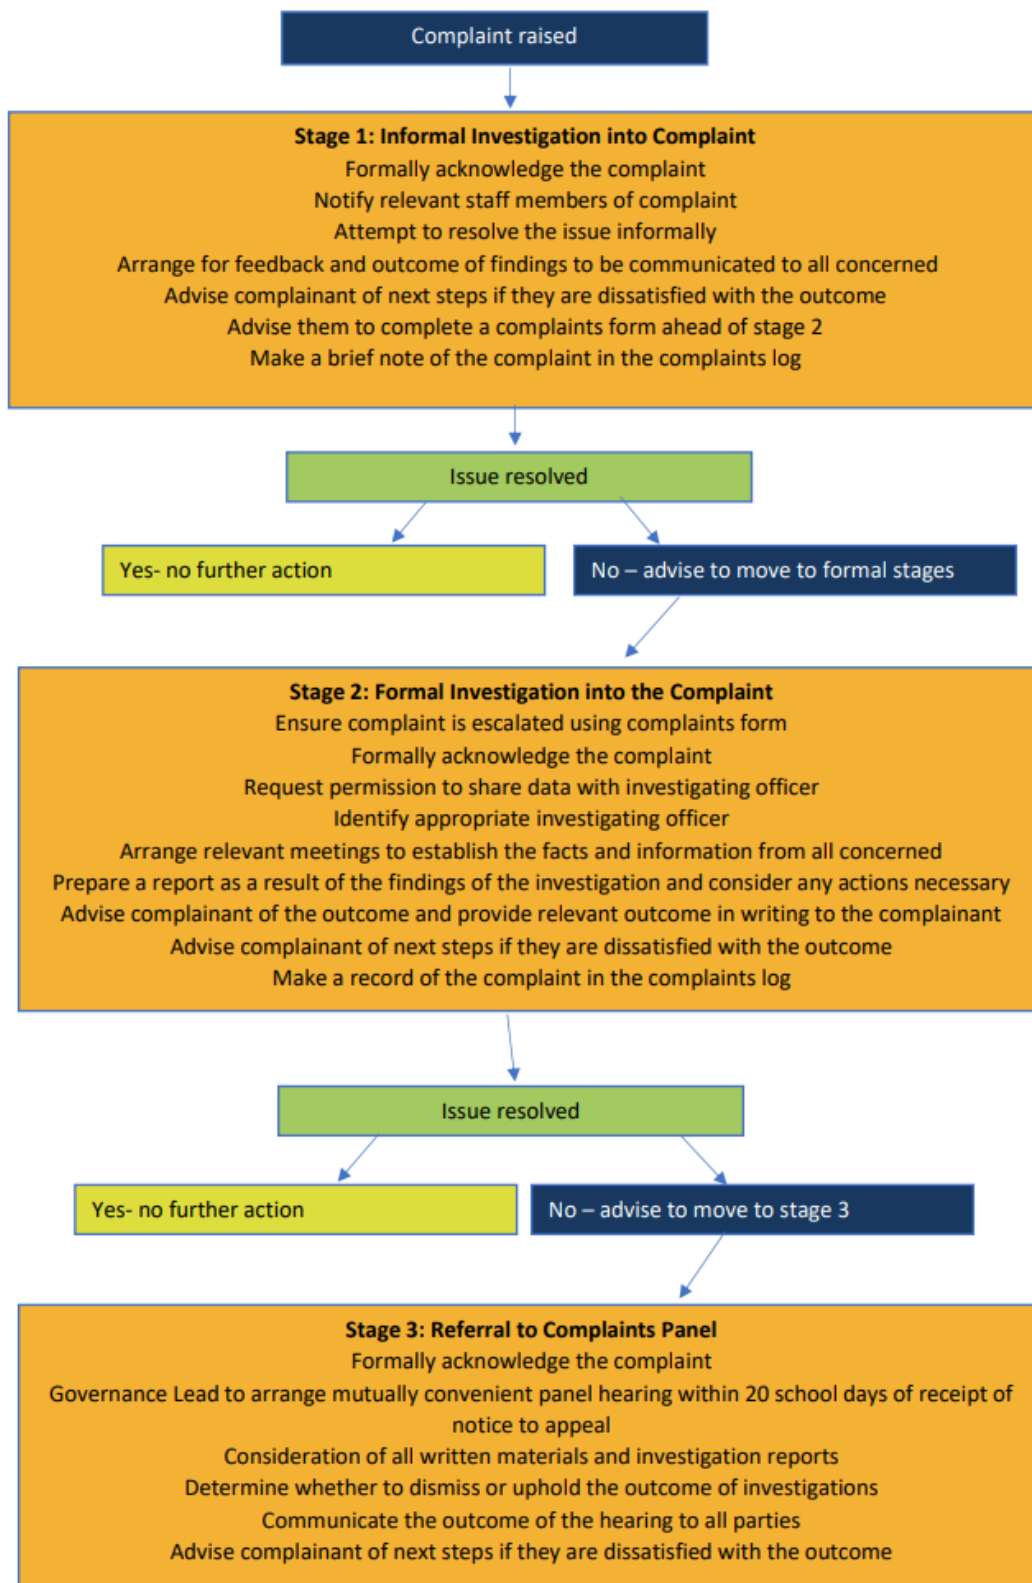 Complaint raised
Stage 1: Informal Investigation into Complaint
Formally acknowledge the complaint
Notify relevant staff members of complaint
Attempt to resolve the issue informally
Arrange for feedback and outcome of findings to be communicated to all concerned
Advise complainant of next steps if they are dissatisfied with the outcome
Advise them to complete a complaints form ahead of stage 2
Make a brief note of the complaint in the complaints log
Issue resolved
Yes- no further action
No – advise to move to formal stages
Stage 2: Formal Investigation into the Complaint
Ensure complaint is escalated using complaints form
Formally acknowledge the complaint
Request permission to share data with investigating officer
Identify appropriate investigating officer
Arrange relevant meetings to establish the facts and information from all concerned
Prepare a report as a result of the findings of the investigation and consider any actions necessary
Advise complainant of the outcome and provide relevant outcome in writing to the complainant
Advise complainant of next steps if they are dissatisfied with the outcome
Make a record of the complaint in the complaints log
Issue resolved
Yes- no further action
No – advise to move to stage 3
Stage 3: Referral to Complaints Panel
Formally acknowledge the complaint
Governance Lead to arrange mutually convenient panel hearing within 20 school days of receipt of
notice to appeal
Consideration of all written materials and investigation reports
Determine whether to dismiss or uphold the outcome of investigations
Communicate the outcome of the hearing to all parties
Advise complainant of next steps if they are dissatisfied with the outcome